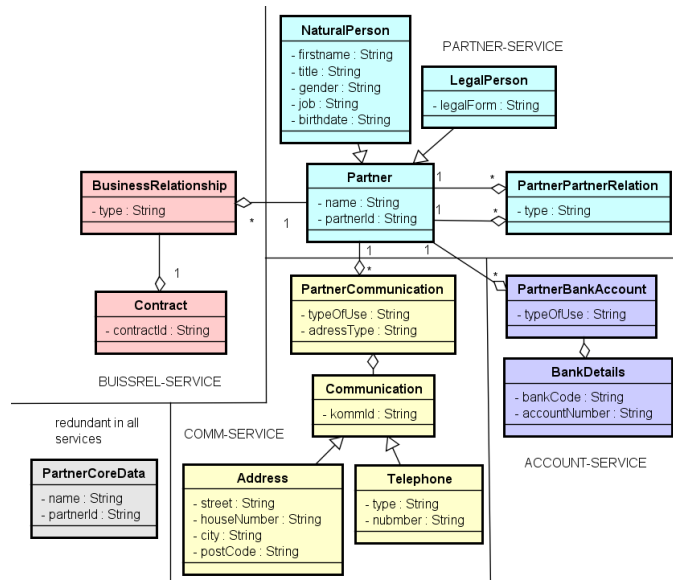 NaturalPerson
- firstname : String
- title : String
- gender : String
- job : String
- birthdate : String
PARTNER-SERVICE
LegalPerson
- legalForm : String
BusinessRelationship
- type : String
*
1
Partner
- name : String
- partnerId : String
1
*
1
*
PartnerPartnerRelation
- type : String
1
*
1
*
Contract
- contractId : String
1
BUISSREL-SERVICE
PartnerCommunication
- typeOfUse : String
- adressType : String
PartnerBankAccount
- typeOfUse : String
Communication
- kommId : String
BankDetails
- bankCode : String
- accountNumber : String
redundant in all
services
COMM-SERVICE
ACCOUNT-SERVICE
PartnerCoreData
- name : String
- partnerId : String
Address
- street : String
- houseNumber : String
- city : String
- postCode : String
Telephone
- type : String
- nubmber : String